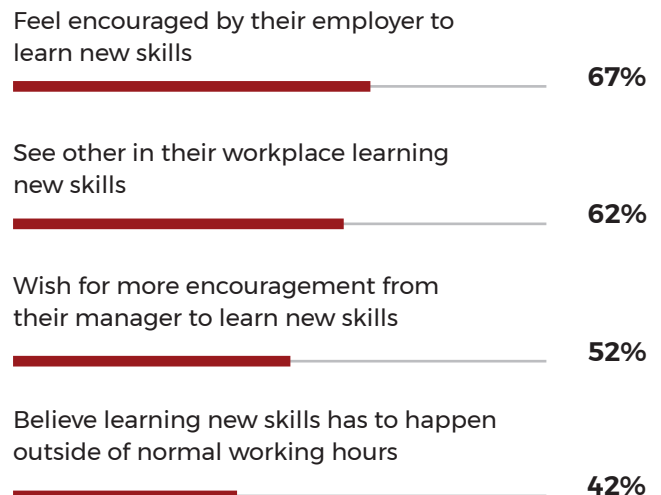 Feel encouraged by their employer to
learn new skills
67%
See other in their workplace learning
new skills
62%
Wish for more encouragement from
their manager to learn new skills
52%
Believe learning new skills has to happen
outside of normal working hours
42%